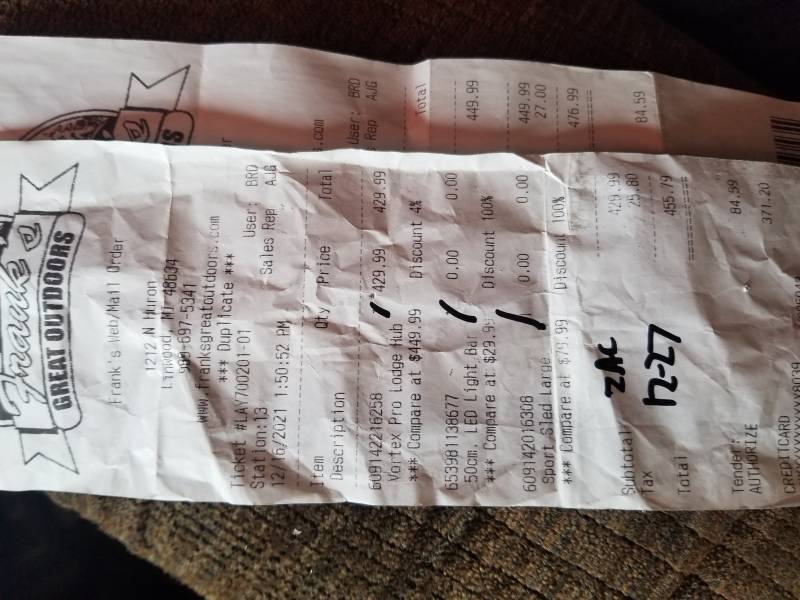 Frank's
GREAT OUTDOORS
Frank's Web/Mail Order
1212 N Huron
Linwood, MI 48634
989-697-5341
www.franksgreatoutdoors.com
*** Duplicate ***
Ticket #LAY700201-01
Station:13 User: BRD
12/16/2021 1:50:52 PM Sales Rep AJG
Item
Description Qty Price Total
609142216258 429.99 429.99
Vortex Pro Lodge Hub
*** Compare at $449.99 Discount 4%
653981138677 0.00 0.00
50cm. LED Light Bar
*** Compare at $29.99 Discount 100%
609142016308 0.00 0.00
Sport Sled Large
*** Compare at $79.99 Discount 100%
ZAC
12-27
Subtotal: 429.99
Tax 25.80
Total 455.79
Tender:
AUTHORIZE 84.59
CREDITCARD 371.20
s.com
User: BRD
s Rep AJG
Total
449.99
449.99
27.00
476.99
84.59